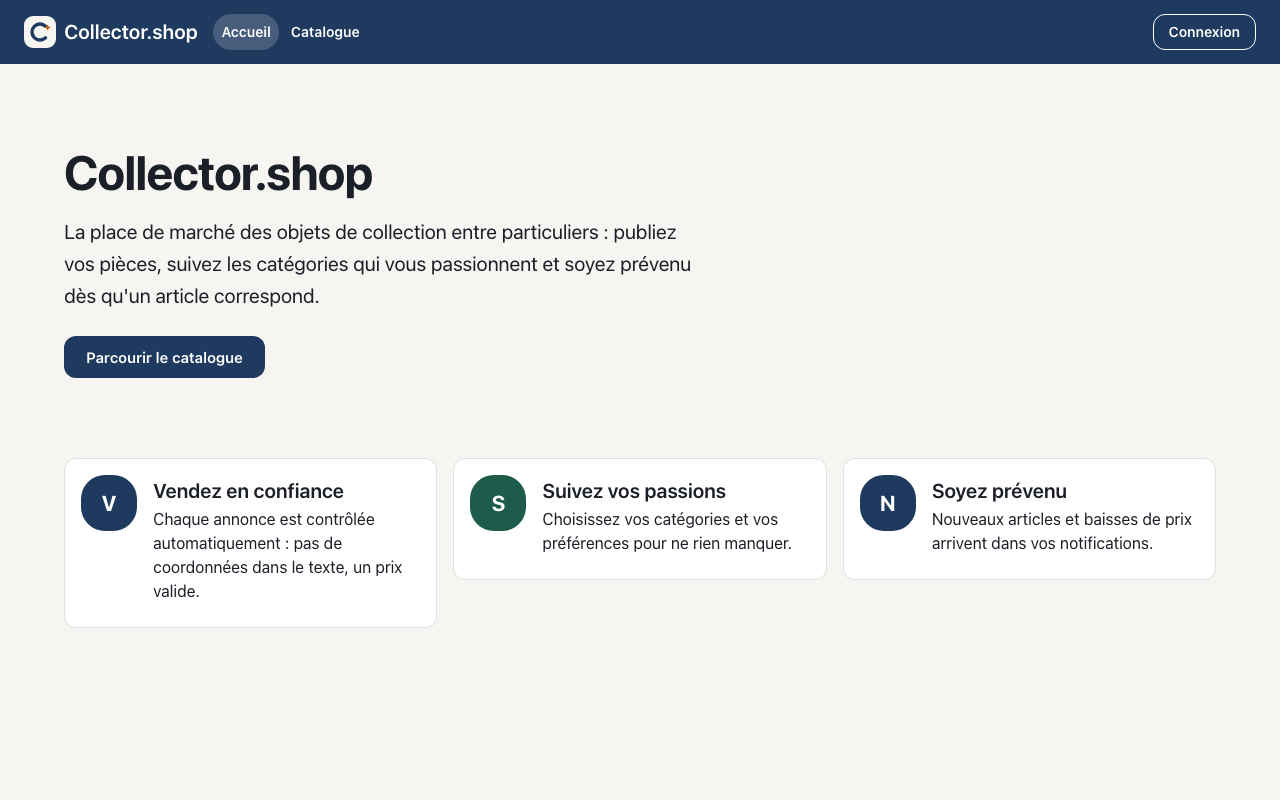 Collector.shop
Accueil
Catalogue
Connexion
Collector.shop
La place de marché des objets de collection entre particuliers : publiez
vos pièces, suivez les catégories qui vous passionnent et soyez prévenu
dès qu'un article correspond.
Parcourir le catalogue
V
Vendez en confiance
Chaque annonce est contrôlée
automatiquement : pas de
coordonnées dans le texte, un prix
valide.
S
Suivez vos passions
Choisissez vos catégories et vos
préférences pour ne rien manquer.
N
Soyez prévenu
Nouveaux articles et baisses de prix
arrivent dans vos notifications.